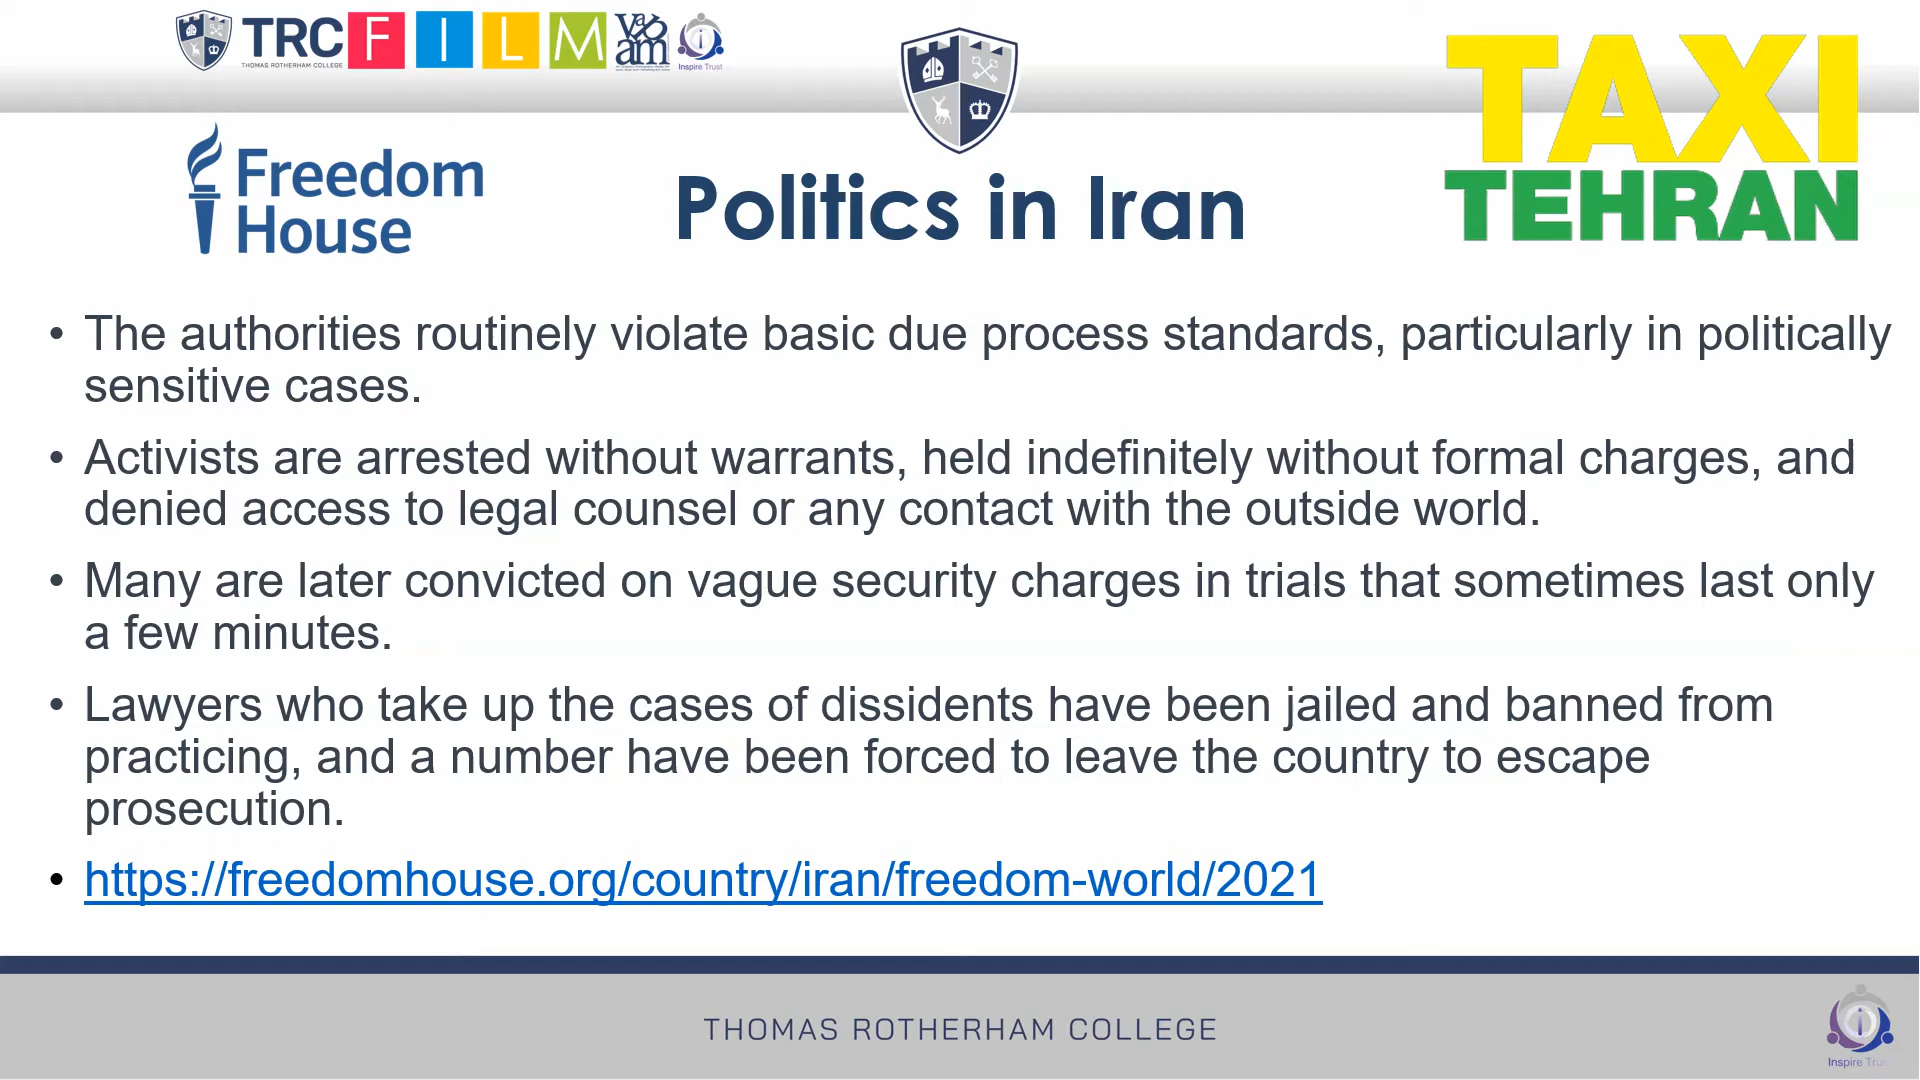 TRC
THOMAS ROTHERHAM COLLEGE
FILM
Inspire Trust
TAXI
TEHRAN
Freedom
House
Politics in Iran
• The authorities routinely violate basic due process standards, particularly in politically
sensitive cases.
• Activists are arrested without warrants, held indefinitely without formal charges, and
denied access to legal counsel or any contact with the outside world.
• Many are later convicted on vague security charges in trials that sometimes last only
a few minutes.
• Lawyers who take up the cases of dissidents have been jailed and banned from
practicing, and a number have been forced to leave the country to escape
prosecution.
• https://freedomhouse.org/country/iran/freedom-world/2021
THOMAS ROTHERHAM COLLEGE
Inspire Trust